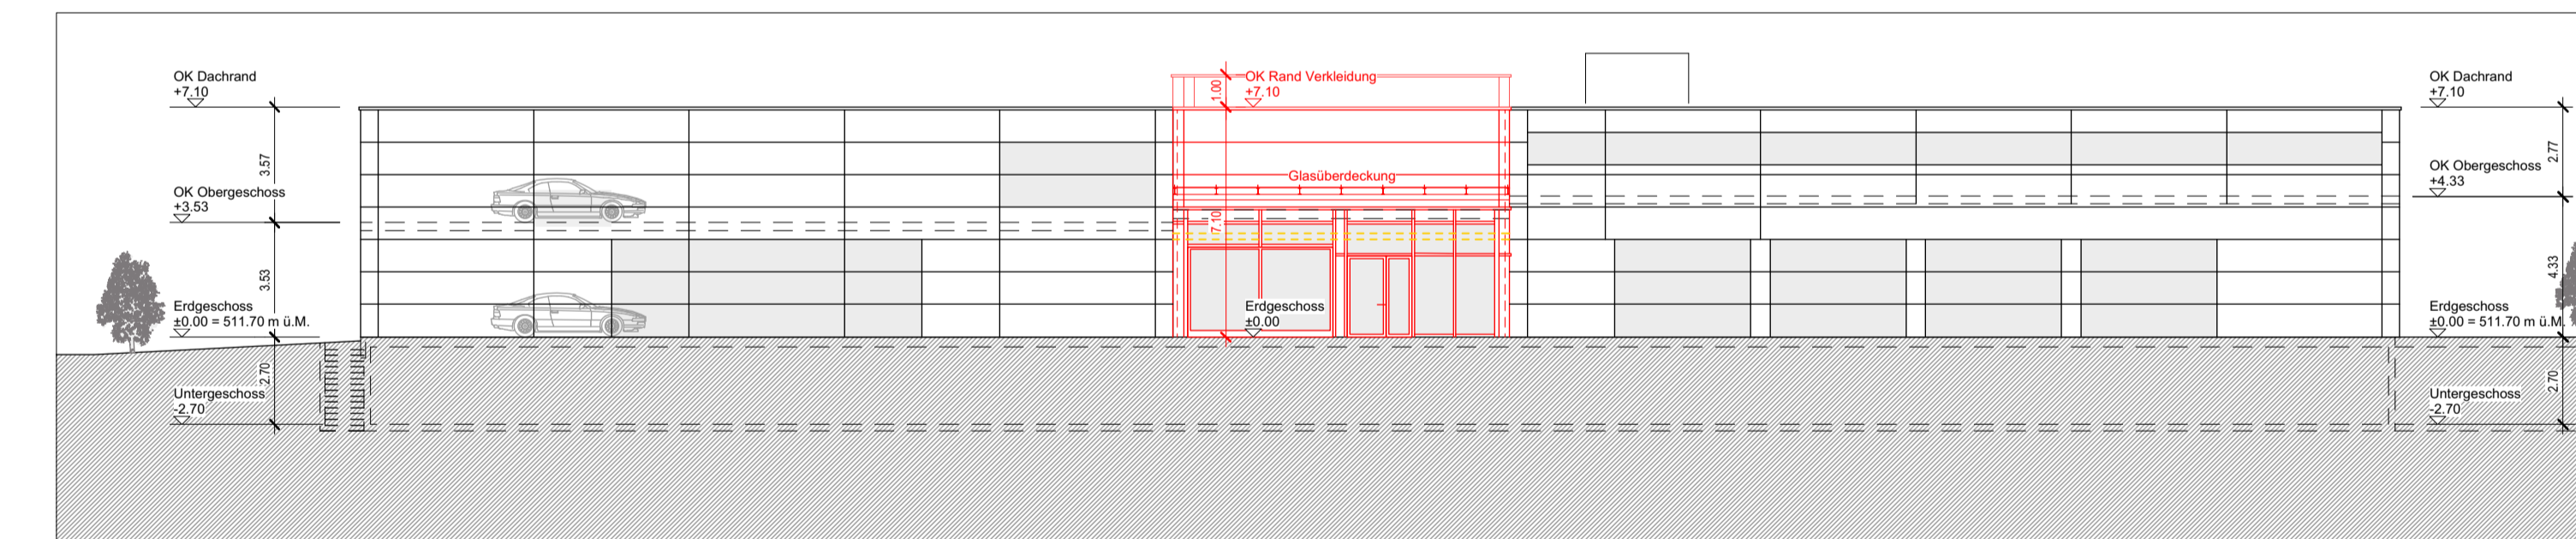 OK Dachrand
+7.10
3.57
OK Obergeschoss
+3.53
3.53
Erdgeschoss
±0.00 = 511.70 m ü.M.
2.70
Untergeschoss
-2.70
1.00
OK Rand Verkleidung
+7.10
Glasüberdeckung
7.10
Erdgeschoss
±0.00
OK Dachrand
+7.10
2.77
OK Obergeschoss
+4.33
4.33
Erdgeschoss
±0.00 = 511.70 m ü.M.
2.70
Untergeschoss
-2.70